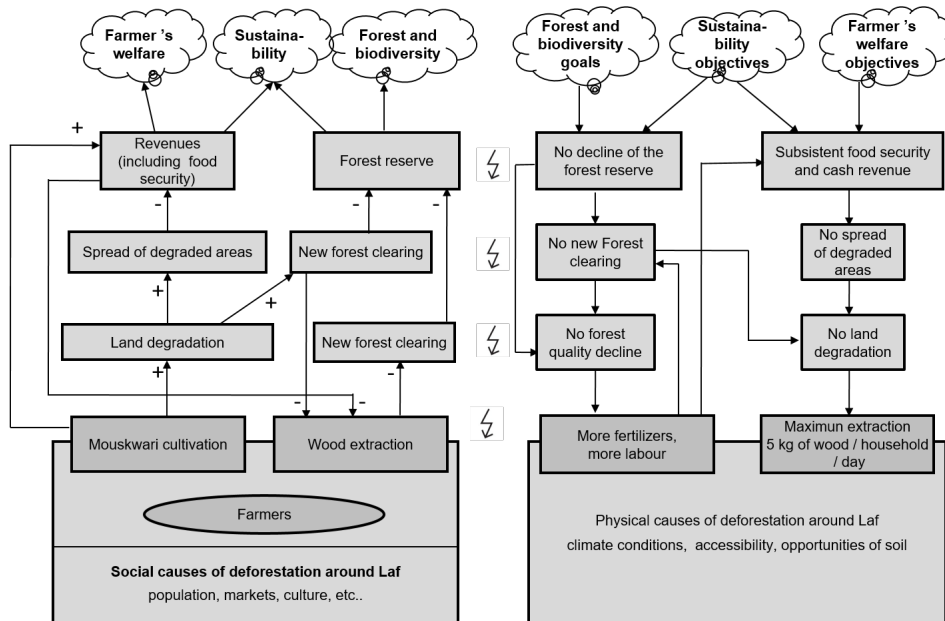 Farmer 's
welfare
Sustaina-
bility
Forest and
biodiversity
Forest and
biodiversity
goals
Sustaina-
bility
objectives
Farmer 's
welfare
objectives
+
Revenues
(including food
security)
Forest reserve
No decline of the
forest reserve
Subsistent food security
and cash revenue
-
-
-
Spread of degraded areas
New forest clearing
No new Forest
clearing
No spread
of degraded
areas
+
+
Land degradation
New forest clearing
No forest
quality decline
No land
degradation
+
-
-
-
Mouskwari cultivation
Wood extraction
More fertilizers,
more labour
Maximun extraction
5 kg of wood / household
/ day
Farmers
Physical causes of deforestation around Laf
climate conditions, accessibility, opportunities of soil
Social causes of deforestation around Laf
population, markets, culture, etc..